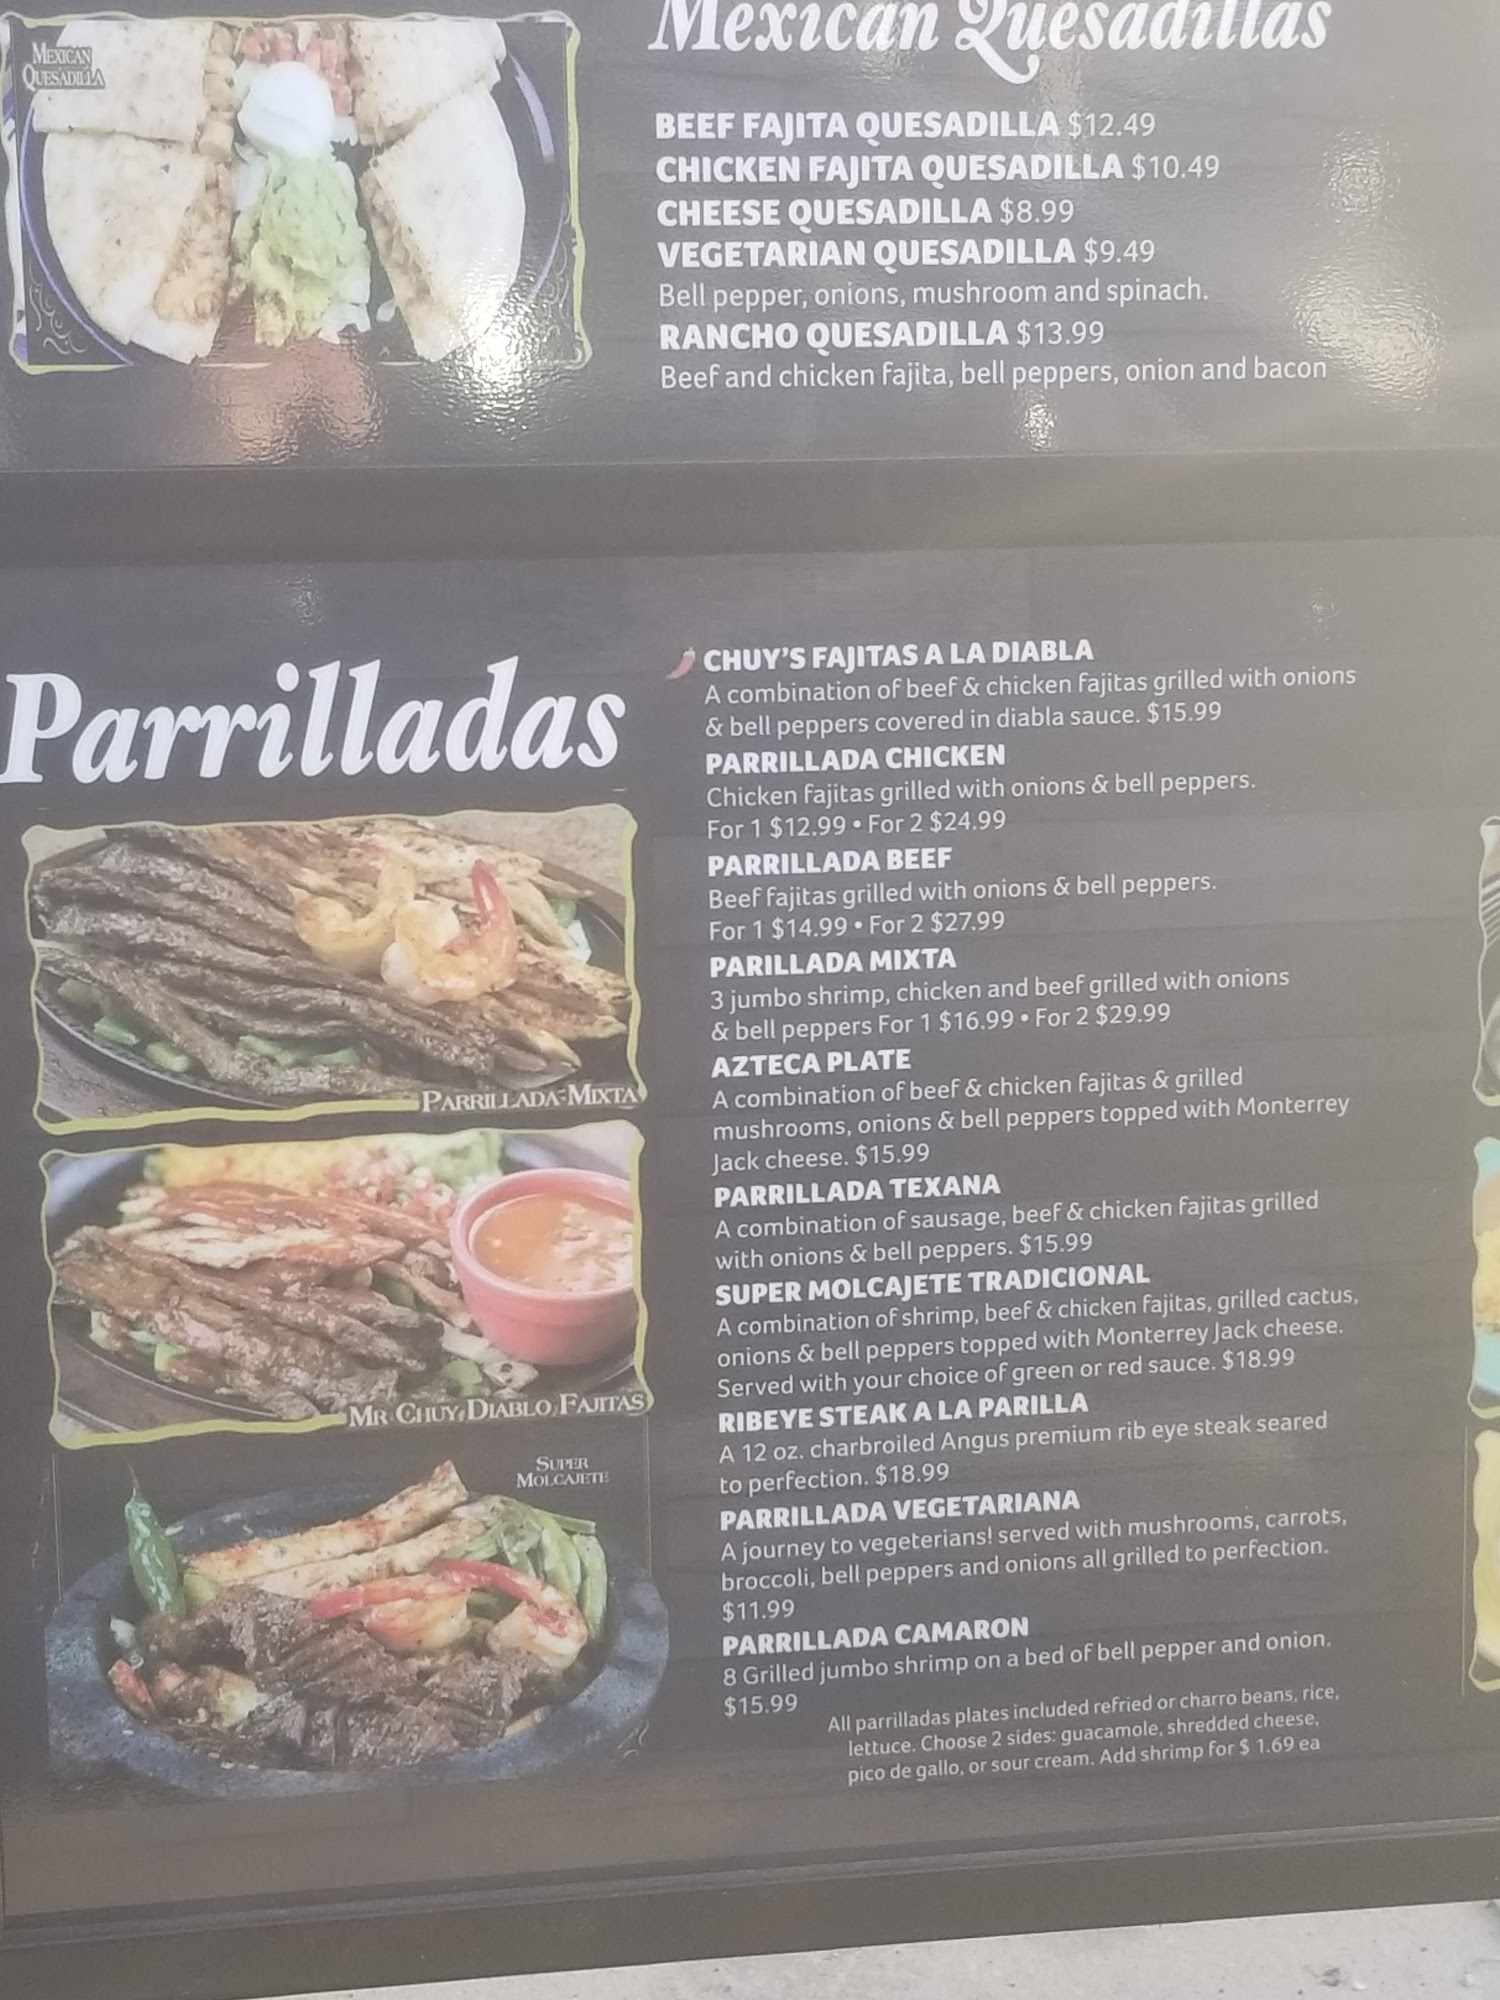 MEXICAN
QUESADILLA
Mexican Quesadillas
BEEF FAJITA QUESADILLA $12.49
CHICKEN FAJITA QUESADILLA $10.49
CHEESE QUESADILLA $8.99
VEGETARIAN QUESADILLA $9.49
Bell pepper, onions, mushroom and spinach.
RANCHO QUESADILLA $13.99
Beef and chicken fajita, bell peppers, onion and bacon
Parrilladas
PARRILLADA-MIXTA
MR. CHUY DIABLO FAJITAS
SUPER
MOLCAJETE
CHUY'S FAJITAS A LA DIABLA
A combination of beef & chicken fajitas grilled with onions
& bell peppers covered in diabla sauce. $15.99
PARRILLADA CHICKEN
Chicken fajitas grilled with onions & bell peppers.
For 1 $12.99 • For 2 $24.99
PARRILLADA BEEF
Beef fajitas grilled with onions & bell peppers.
For 1 $14.99 • For 2 $27.99
PARILLADA MIXTA
3 jumbo shrimp, chicken and beef grilled with onions
& bell peppers For 1 $16.99 • For 2 $29.99
AZTECA PLATE
A combination of beef & chicken fajitas & grilled
mushrooms, onions & bell peppers topped with Monterrey
Jack cheese. $15.99
PARRILLADA TEXANA
A combination of sausage, beef & chicken fajitas grilled
with onions & bell peppers. $15.99
SUPER MOLCAJETE TRADICIONAL
A combination of shrimp, beef & chicken fajitas, grilled cactus,
onions & bell peppers topped with Monterrey Jack cheese.
Served with your choice of green or red sauce. $18.99
RIBEYE STEAK A LA PARILLA
A 12 oz. charbroiled Angus premium rib eye steak seared
to perfection. $18.99
PARRILLADA VEGETARIANA
A journey to vegeterians! served with mushrooms, carrots,
broccoli, bell peppers and onions all grilled to perfection.
$11.99
PARRILLADA CAMARON
8 Grilled jumbo shrimp on a bed of bell pepper and onion.
$15.99
All parrilladas plates included refried or charro beans, rice,
lettuce. Choose 2 sides: guacamole, shredded cheese,
pico de gallo, or sour cream. Add shrimp for $ 1.69 ea